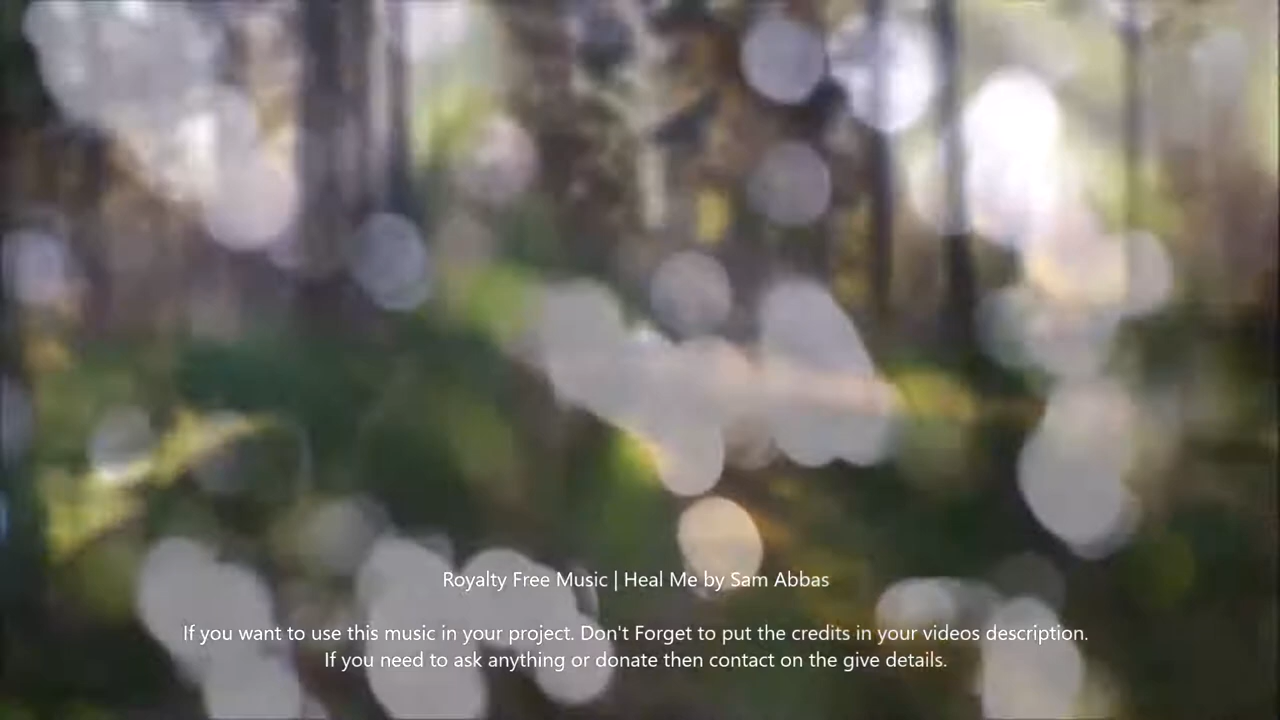 Royalty Free Music | Heal Me by Sam Abbas
If you want to use this music in your project. Don't Forget to put the credits in your videos description.
If you need to ask anything or donate then contact on the give details.